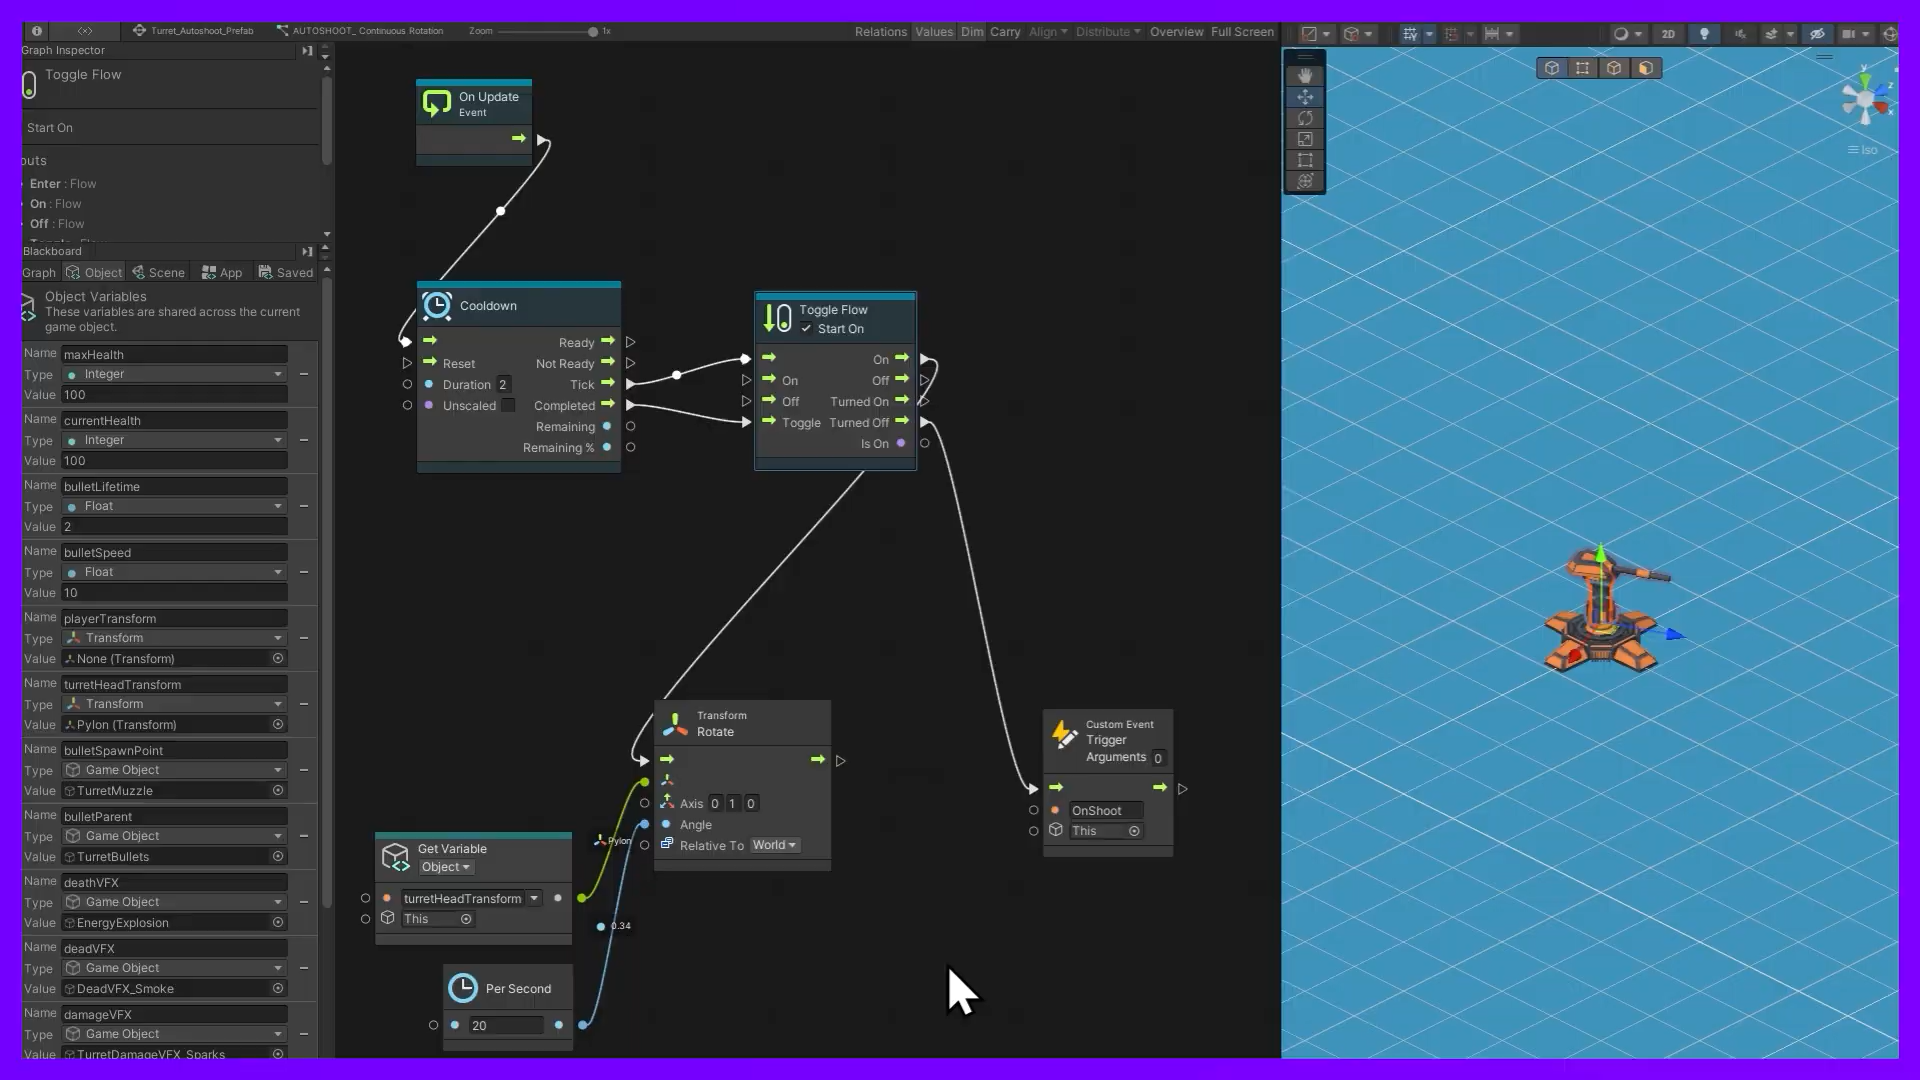 Turret_Autoshoot_Prefab
AUTOSHOOT_ Continuous Rotation
Zoom
1x
Relations
Values
Dim
Carry
Align
Distribute
Overview
Full Screen
2D
Graph Inspector
Toggle Flow
Start On
outs
Enter : Flow
On : Flow
Off : Flow
Blackboard
Graph
Object
Scene
App
Saved
Object Variables
These variables are shared across the current
game object.
Name maxHealth
Type Integer
Value 100
Name currentHealth
Type Integer
Value 100
Name bulletLifetime
Type Float
Value 2
Name bulletSpeed
Type Float
Value 10
Name playerTransform
Type Transform
Value None (Transform)
Name turretHeadTransform
Type Transform
Value Pylon (Transform)
Name bulletSpawnPoint
Type Game Object
Value TurretMuzzle
Name bulletParent
Type Game Object
Value TurretBullets
Name deathVFX
Type Game Object
Value EnergyExplosion
Name deadVFX
Type Game Object
Value DeadVFX_Smoke
Name damageVFX
Type Game Object
Value TurretDamageVFX_Sparks
On Update
Event
Cooldown
Ready
Reset Not Ready
Duration 2 Tick
Unscaled Completed
Remaining
Remaining %
Toggle Flow
Start On
On
On Off
Off Turned On
Toggle Turned Off
Is On
Transform
Rotate
Axis 0 1 0
Angle
Relative To World
Pylon
0.34
Get Variable
Object
turretHeadTransform
This
Per Second
20
Custom Event
Trigger
Arguments 0
OnShoot
This
y
z
x
Iso